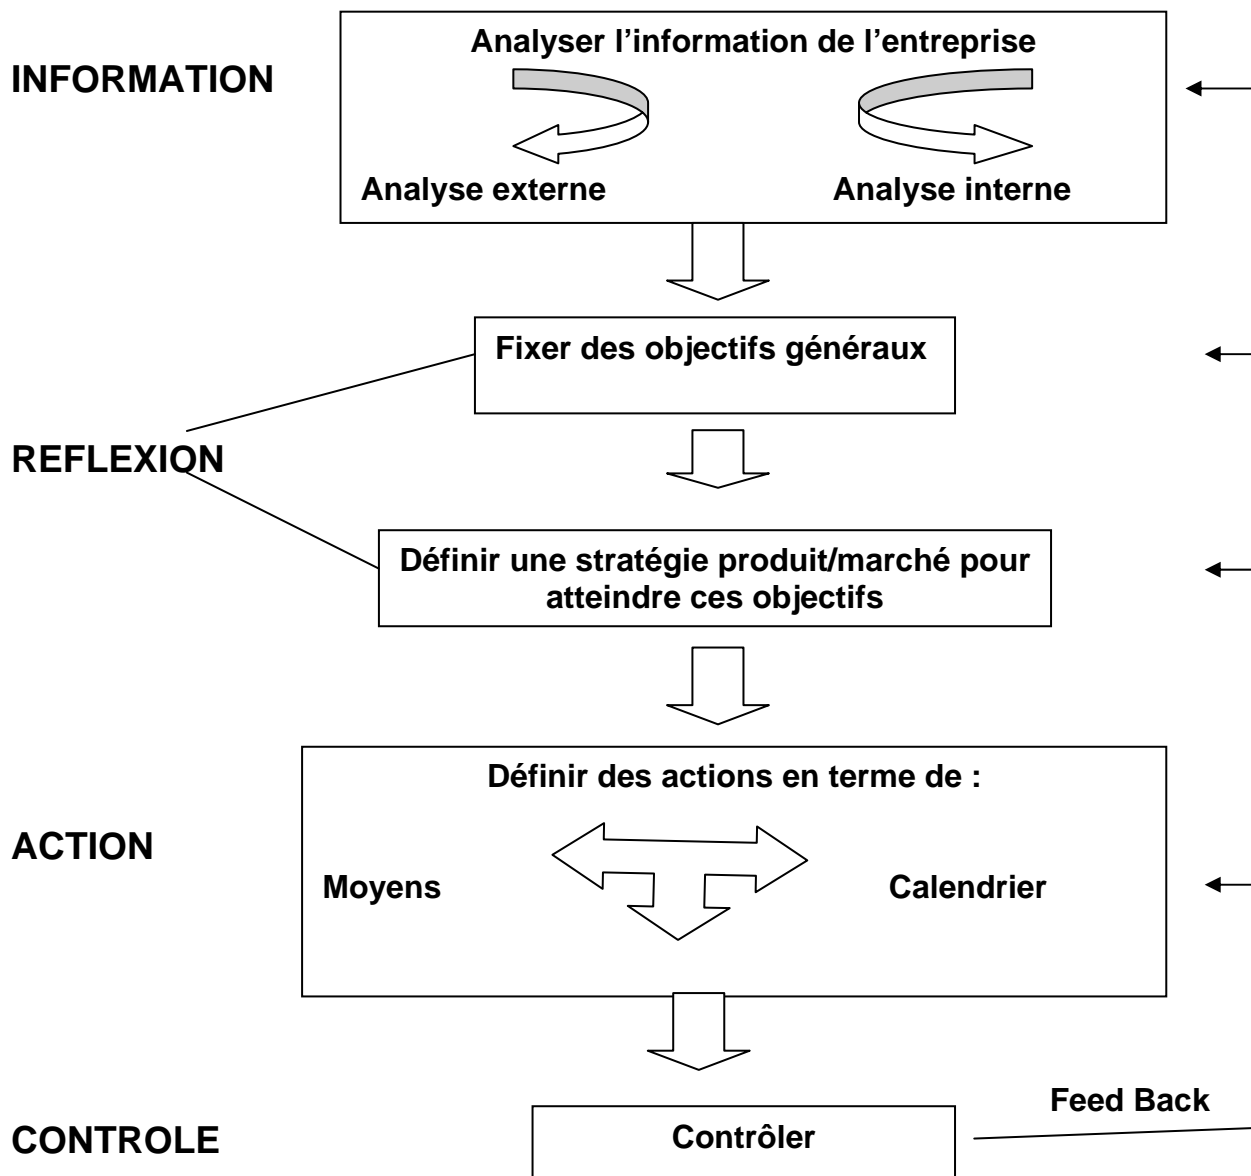 Analyser l’information de l’entreprise
INFORMATION
Analyse externe
Analyse interne
Fixer des objectifs généraux
REFLEXION
Définir une stratégie produit/marché pour
atteindre ces objectifs
Définir des actions en terme de :
ACTION
Moyens
Calendrier
Feed Back
CONTROLE
Contrôler